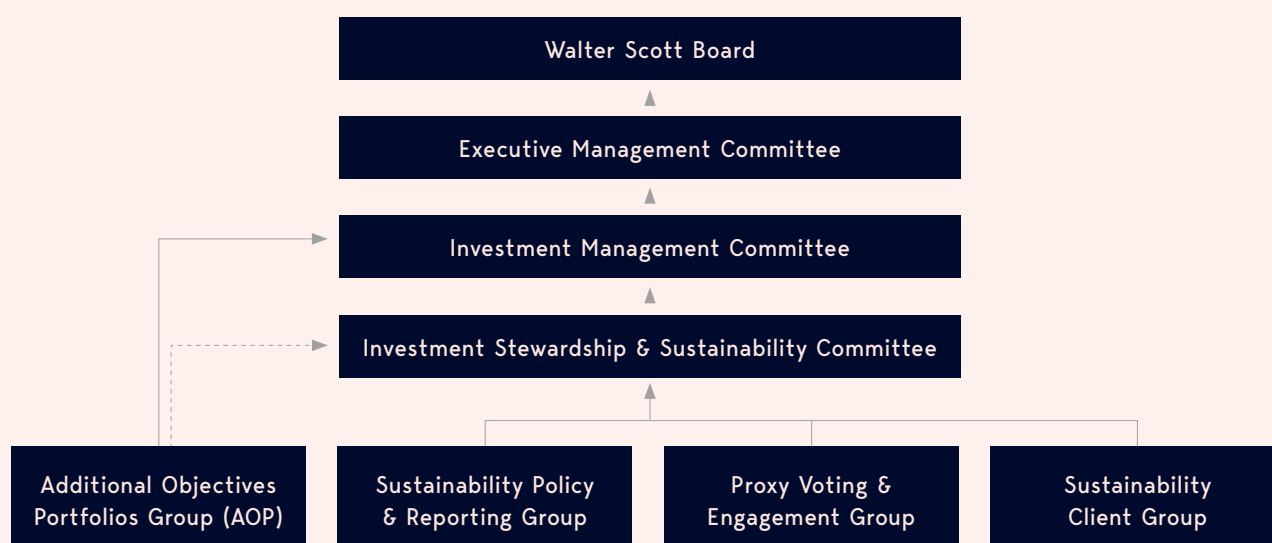 Walter Scott Board
Executive Management Committee
Investment Management Committee
Investment Stewardship & Sustainability Committee
Additional Objectives
Portfolios Group (AOP)
Sustainability Policy
& Reporting Group
Proxy Voting &
Engagement Group
Sustainability
Client Group